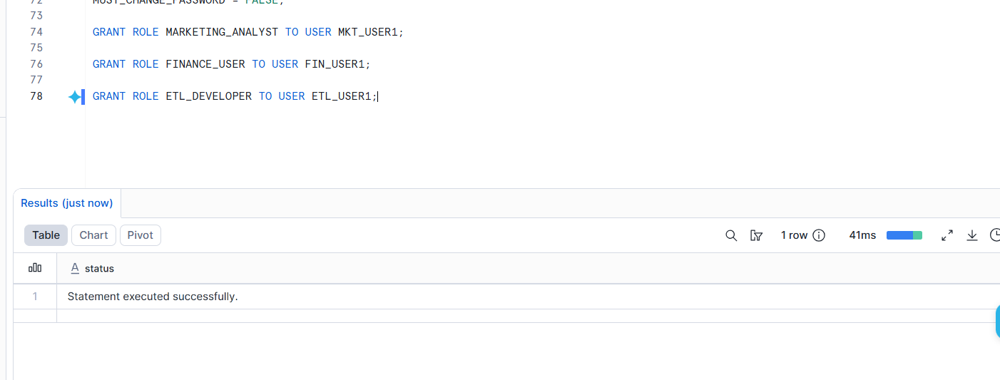 72 MUST_CHANGE_PASSWORD = FALSE;
73
74 GRANT ROLE MARKETING_ANALYST TO USER MKT_USER1;
75
76 GRANT ROLE FINANCE_USER TO USER FIN_USER1;
77
78 GRANT ROLE ETL_DEVELOPER TO USER ETL_USER1;
Results (just now)
Table Chart Pivot 1 row 41ms
A status
1 Statement executed successfully.